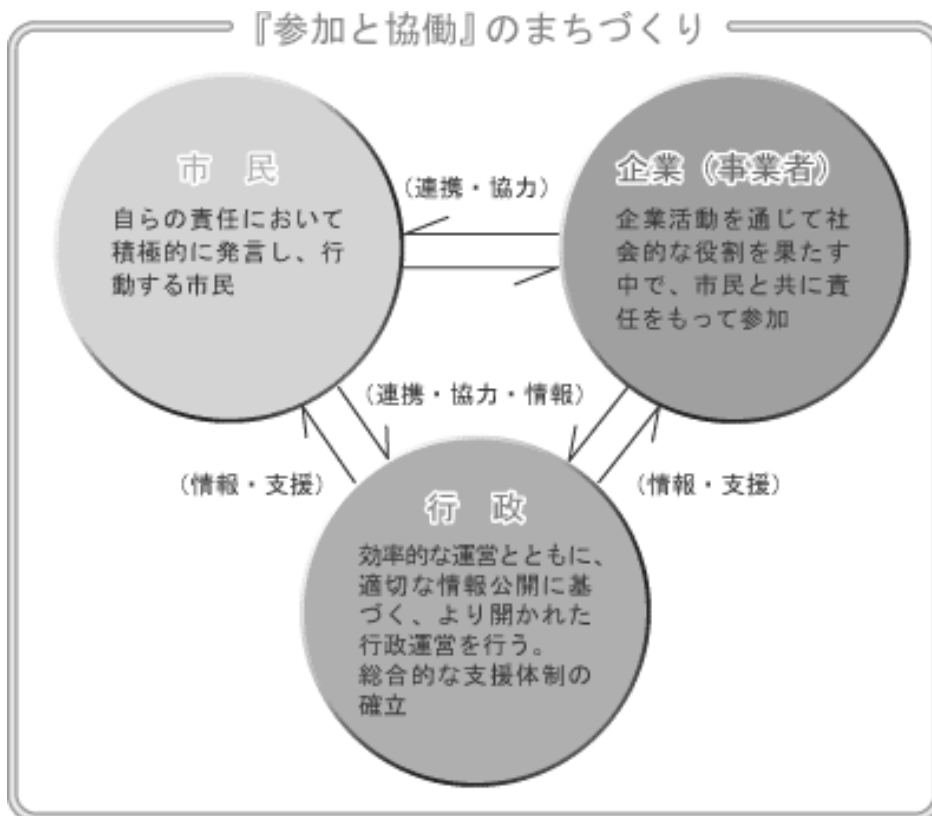 『参加と協働』のまちづくり
市 民
自らの責任において
積極的に発言し、行
動する市民
(連携・協力)
企業(事業者)
企業活動を通じて社
会的な役割を果たす
中で、市民と共に責
任をもって参加
(連携・協力・情報)
(情報・支援)
(情報・支援)
行 政
効率的な運営とともに、
適切な情報公開に基
づく、より開かれた
行政運営を行う。
総合的な支援体制の
確立